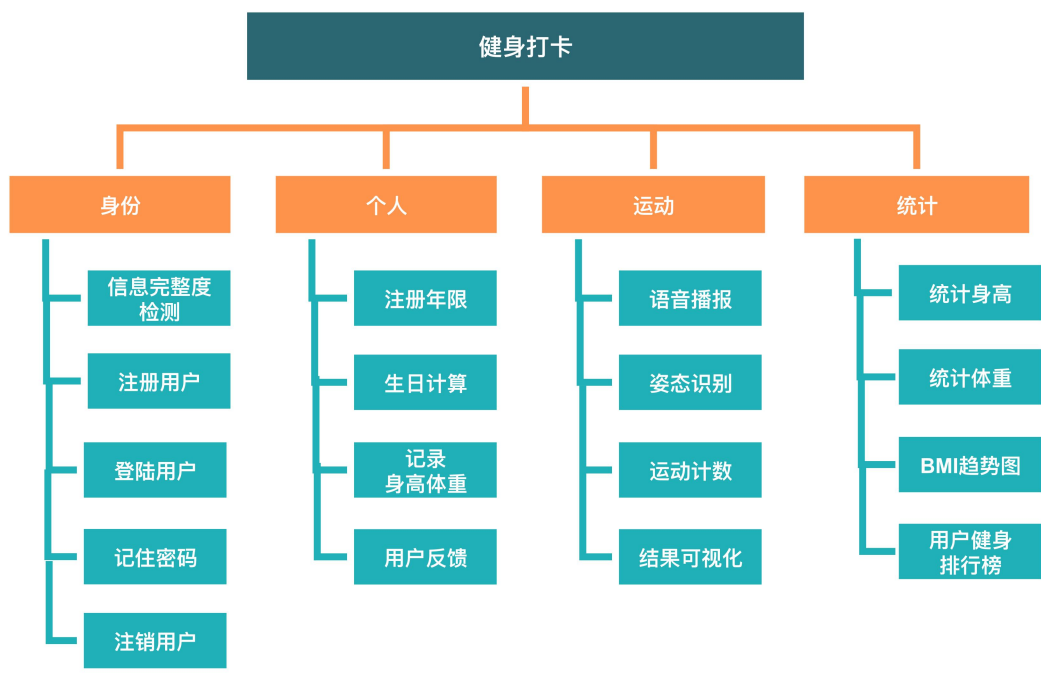 健身打卡
身份
个人
运动
统计
信息完整度
检测
注册用户
登陆用户
记住密码
注销用户
注册年限
生日计算
记录
身高体重
用户反馈
语音播报
姿态识别
运动计数
结果可视化
统计身高
统计体重
BMI趋势图
用户健身
排行榜